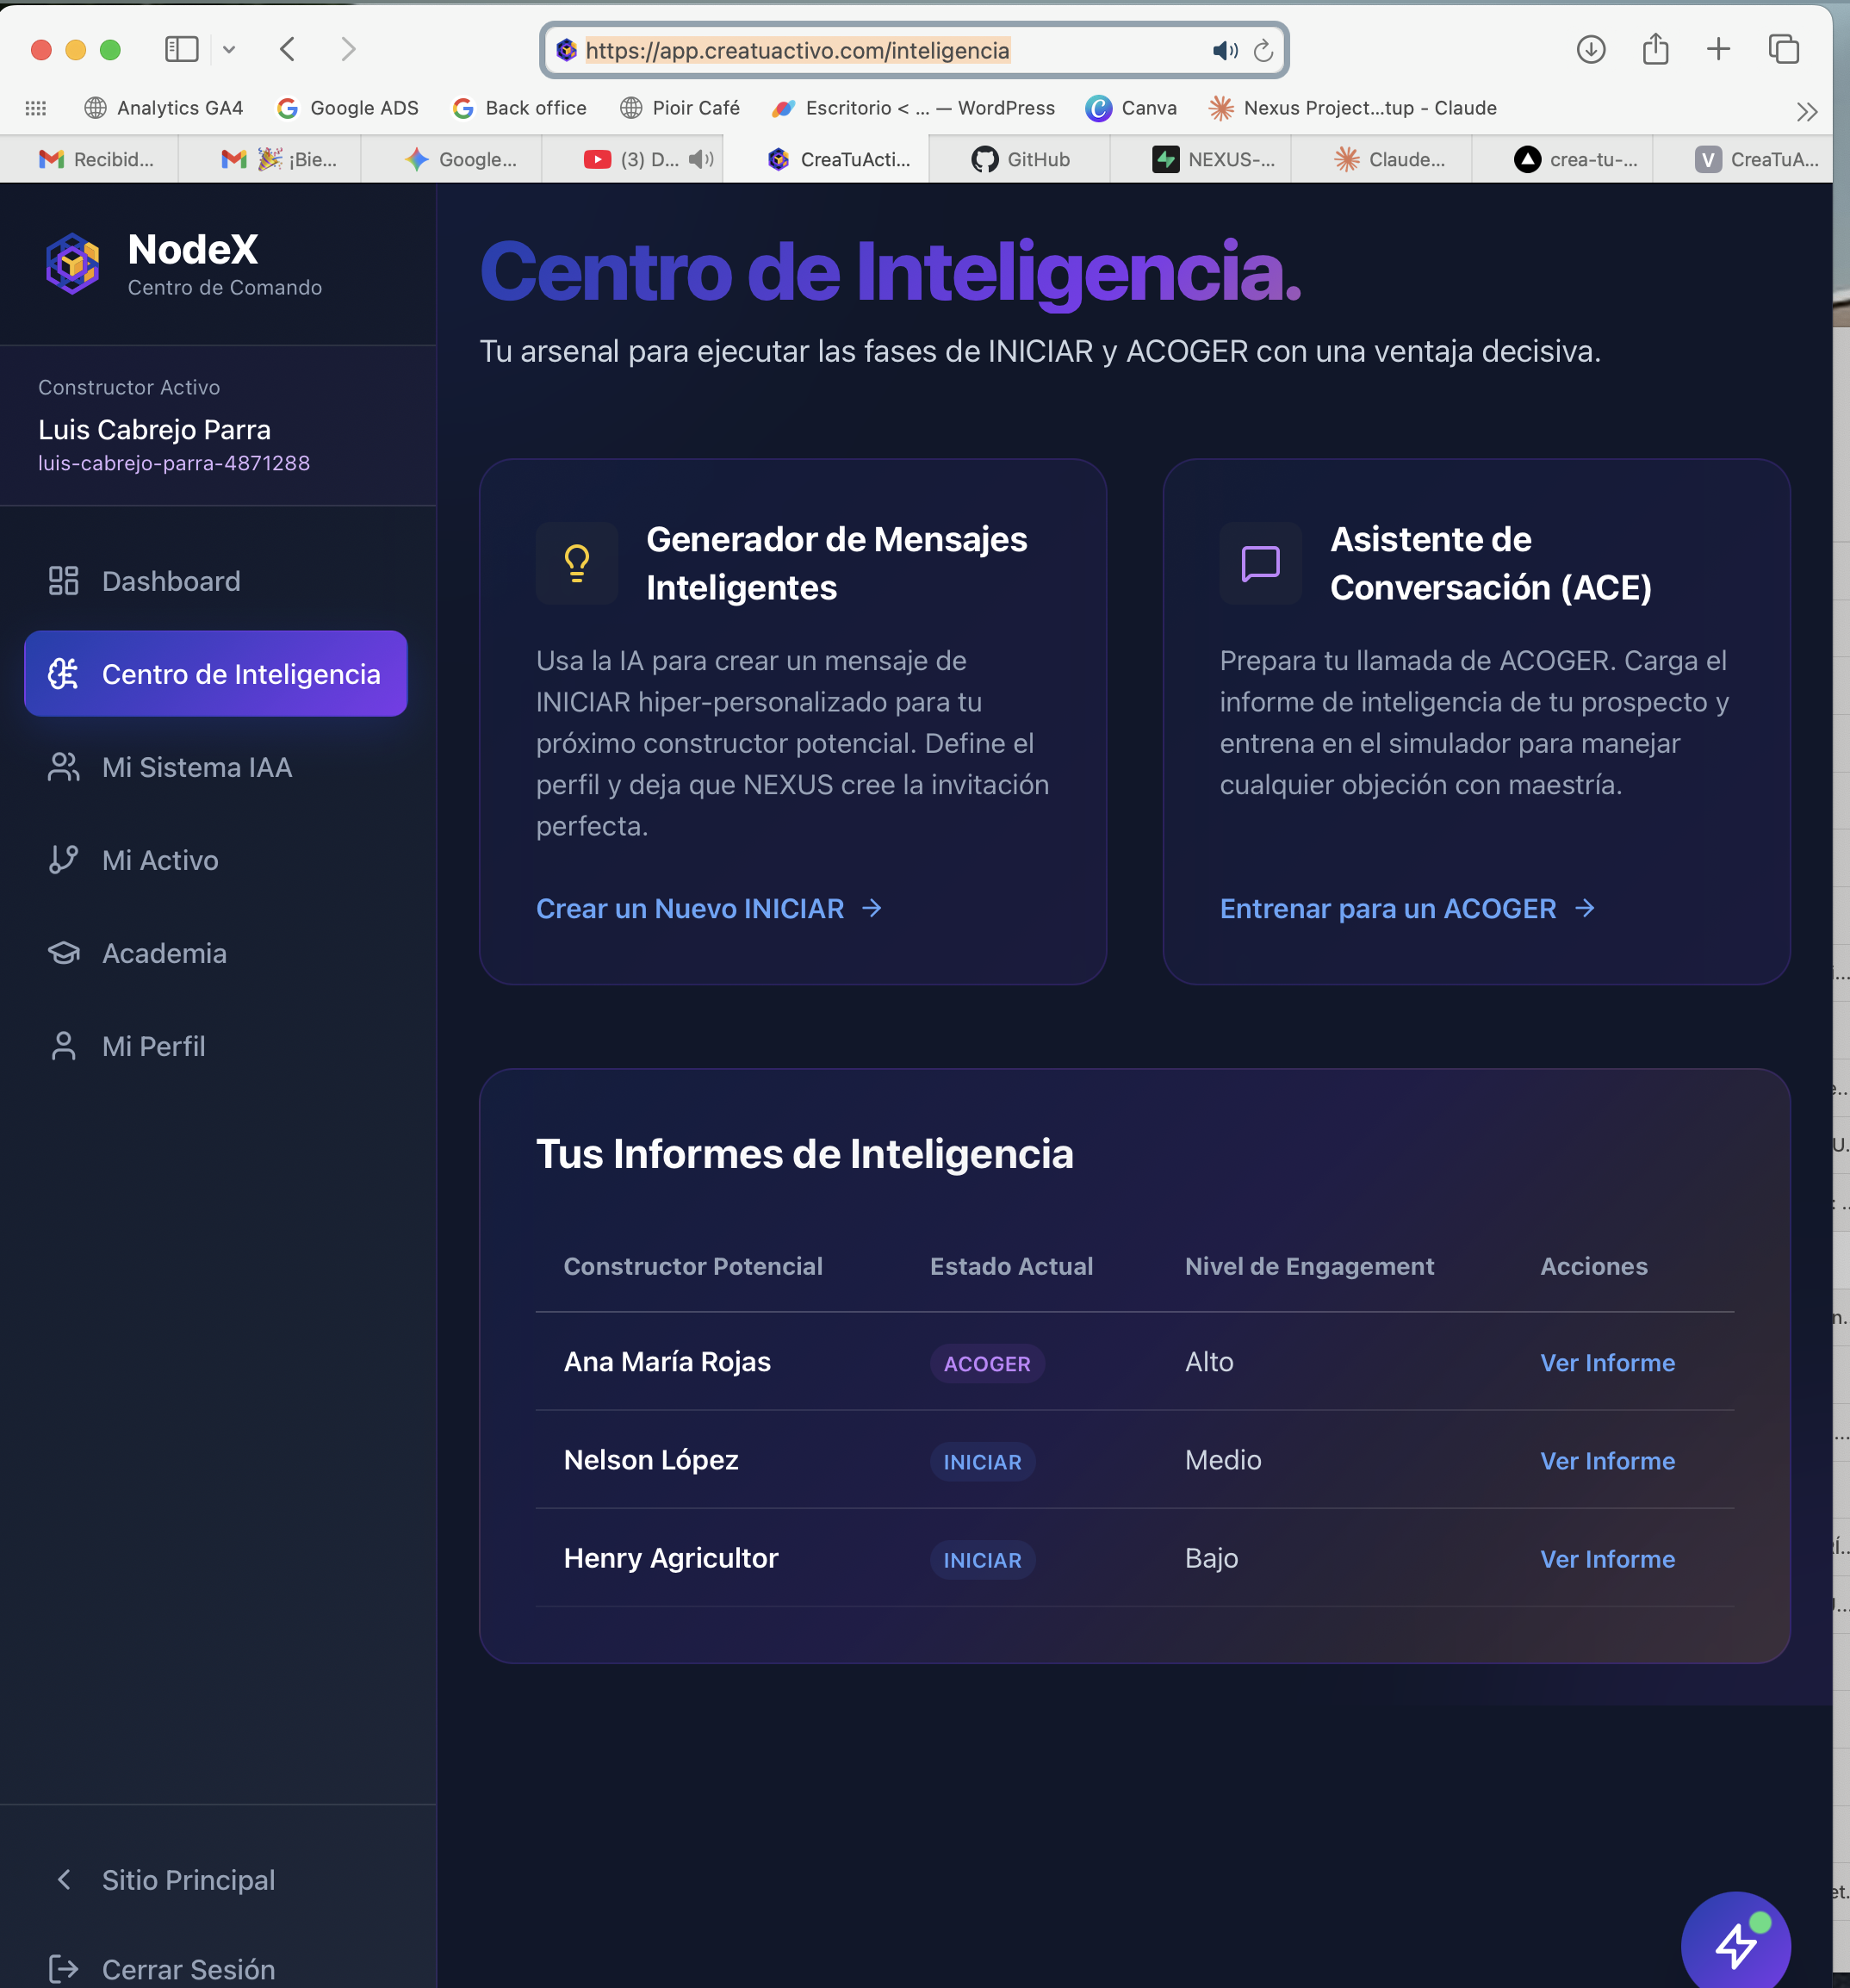 https://app.creatuactivo.com/inteligencia
Analytics GA4
Google ADS
Back office
Pioir Café
Escritorio < ... — WordPress
Canva
Nexus Project...tup - Claude
Recibid...
¡Bie...
Google...
(3) D...
CreaTuActi...
GitHub
NEXUS-...
Claude...
crea-tu-...
V CreaTuA...
NodeX
Centro de Comando
Constructor Activo
Luis Cabrejo Parra
luis-cabrejo-parra-4871288
Dashboard
Centro de Inteligencia
Mi Sistema IAA
Mi Activo
Academia
Mi Perfil
Sitio Principal
Cerrar Sesión
Centro de Inteligencia.
Tu arsenal para ejecutar las fases de INICIAR y ACOGER con una ventaja decisiva.
Generador de Mensajes
Inteligentes
Usa la IA para crear un mensaje de
INICIAR hiper-personalizado para tu
próximo constructor potencial. Define el
perfil y deja que NEXUS cree la invitación
perfecta.
Crear un Nuevo INICIAR →
Asistente de
Conversación (ACE)
Prepara tu llamada de ACOGER. Carga el
informe de inteligencia de tu prospecto y
entrena en el simulador para manejar
cualquier objeción con maestría.
Entrenar para un ACOGER →
Tus Informes de Inteligencia
Constructor Potencial Estado Actual Nivel de Engagement Acciones
Ana María Rojas ACOGER Alto Ver Informe
Nelson López INICIAR Medio Ver Informe
Henry Agricultor INICIAR Bajo Ver Informe